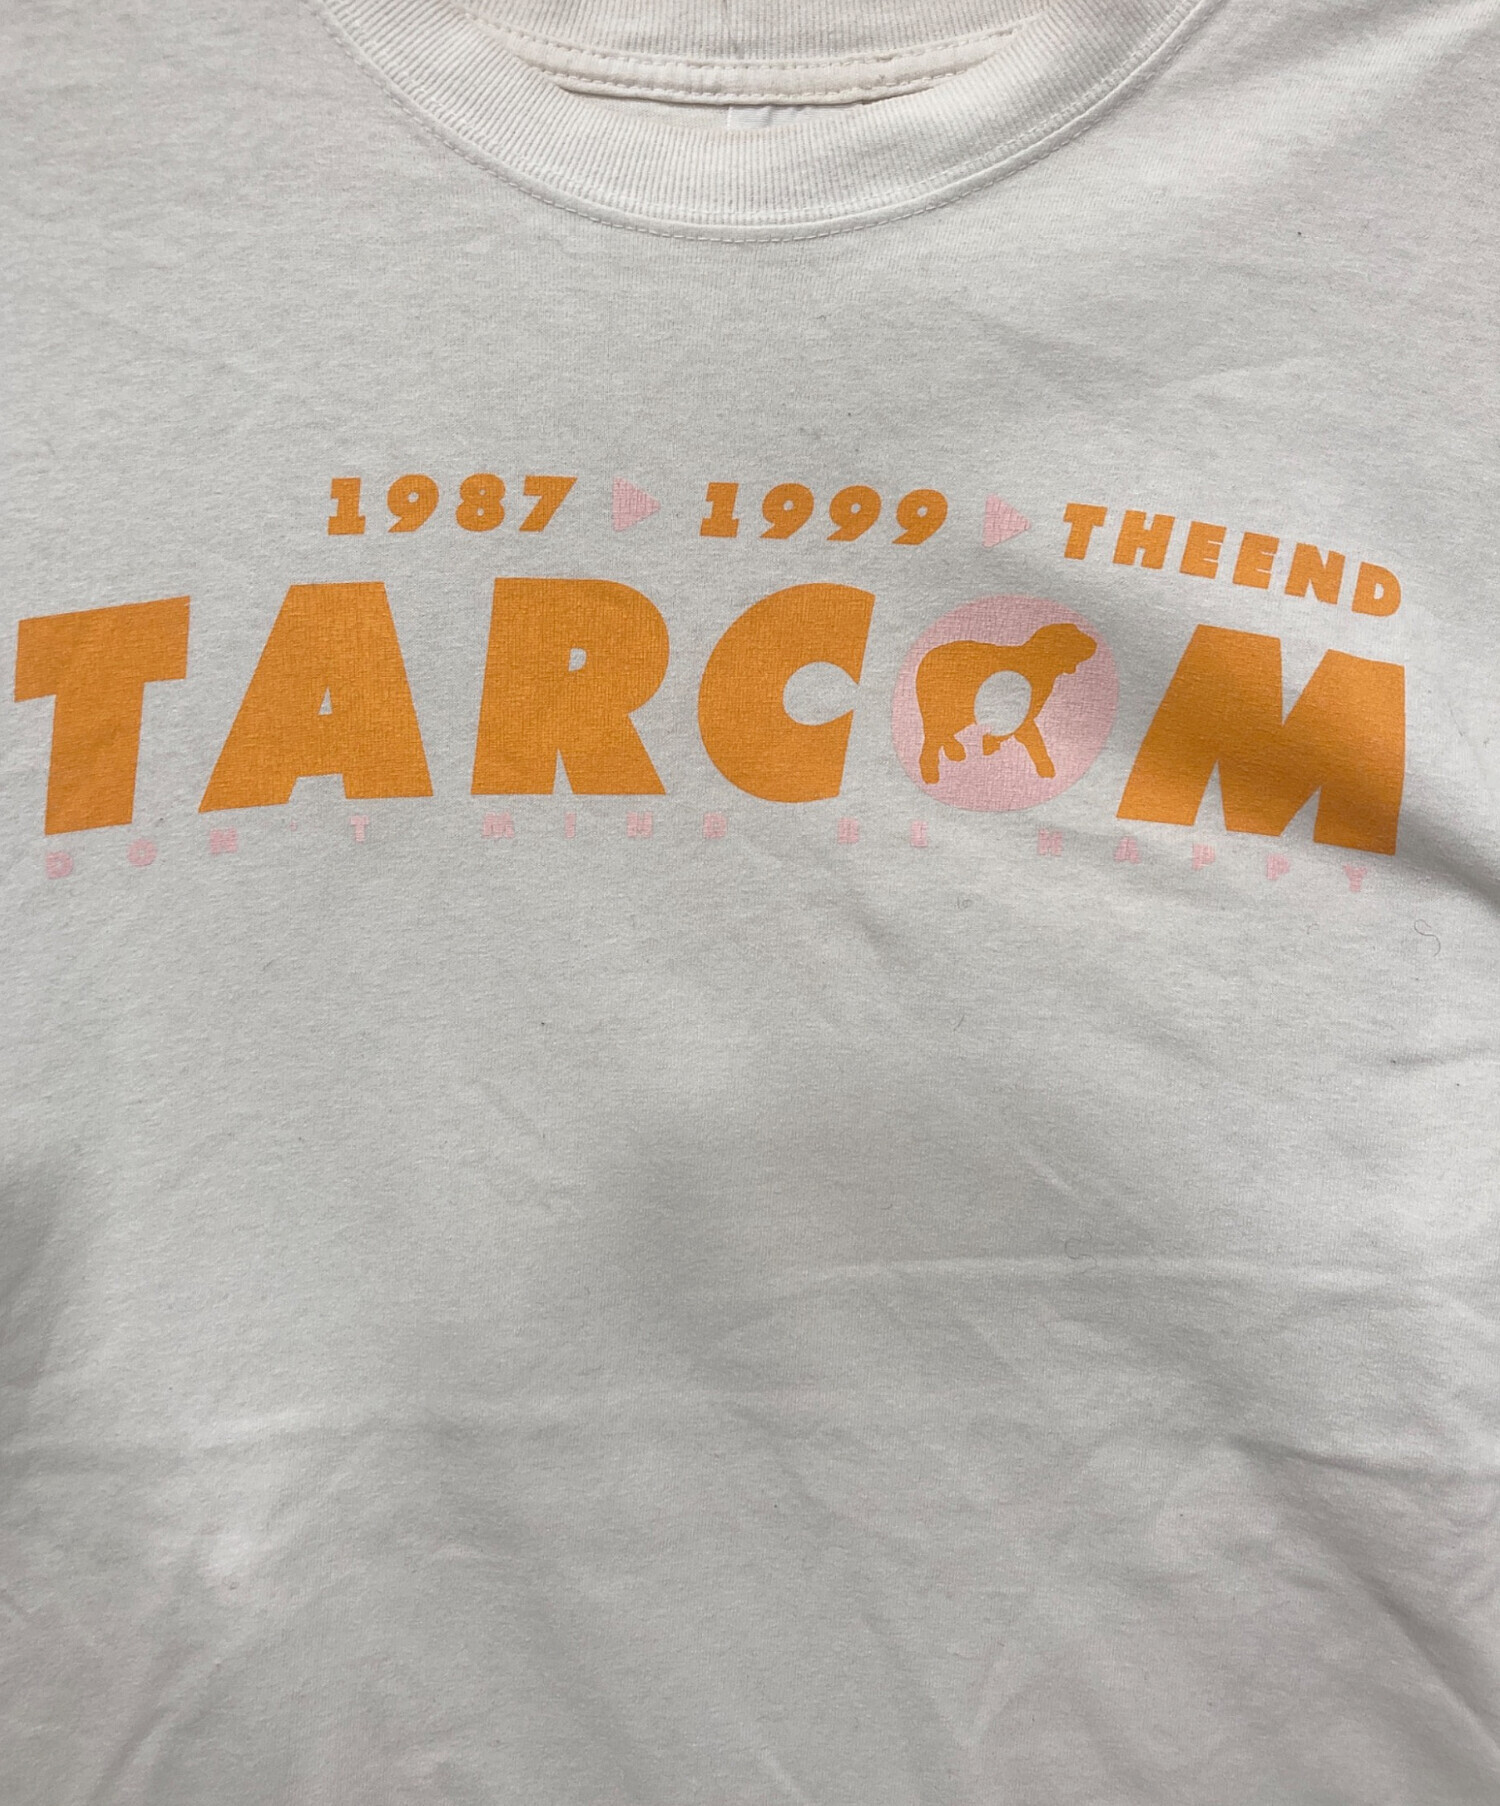 1987 ▶ 1999 ▶ THEEND
TARCOM
DON'T MIND BE HAPPY